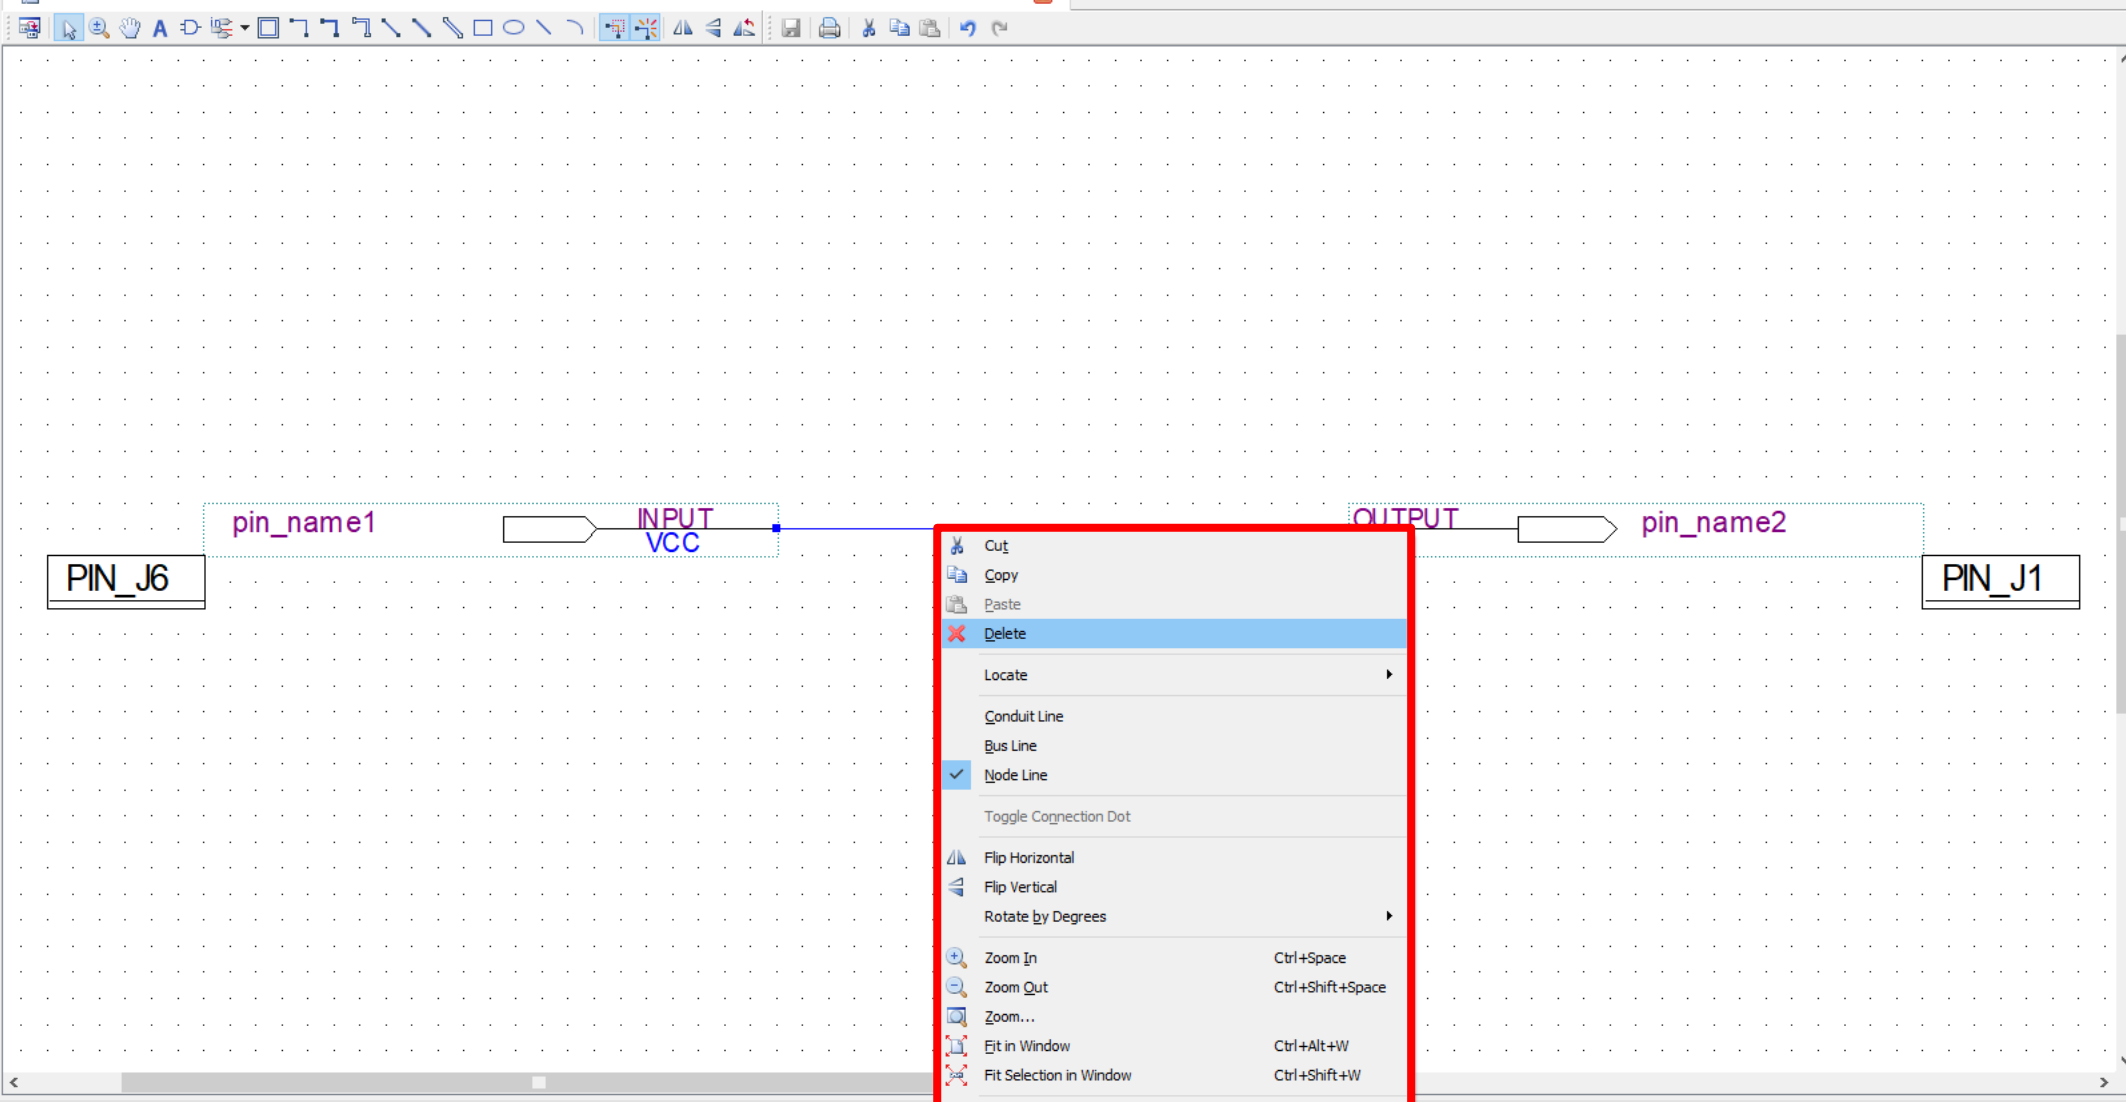 pin_name1
INPUT
VCC
OUTPUT
pin_name2
PIN_J6
PIN_J1
Cut
Copy
Paste
Delete
Locate
Conduit Line
Bus Line
Node Line
Toggle Connection Dot
Flip Horizontal
Flip Vertical
Rotate by Degrees
Zoom In Ctrl+Space
Zoom Out Ctrl+Shift+Space
Zoom...
Fit in Window Ctrl+Alt+W
Fit Selection in Window Ctrl+Shift+W